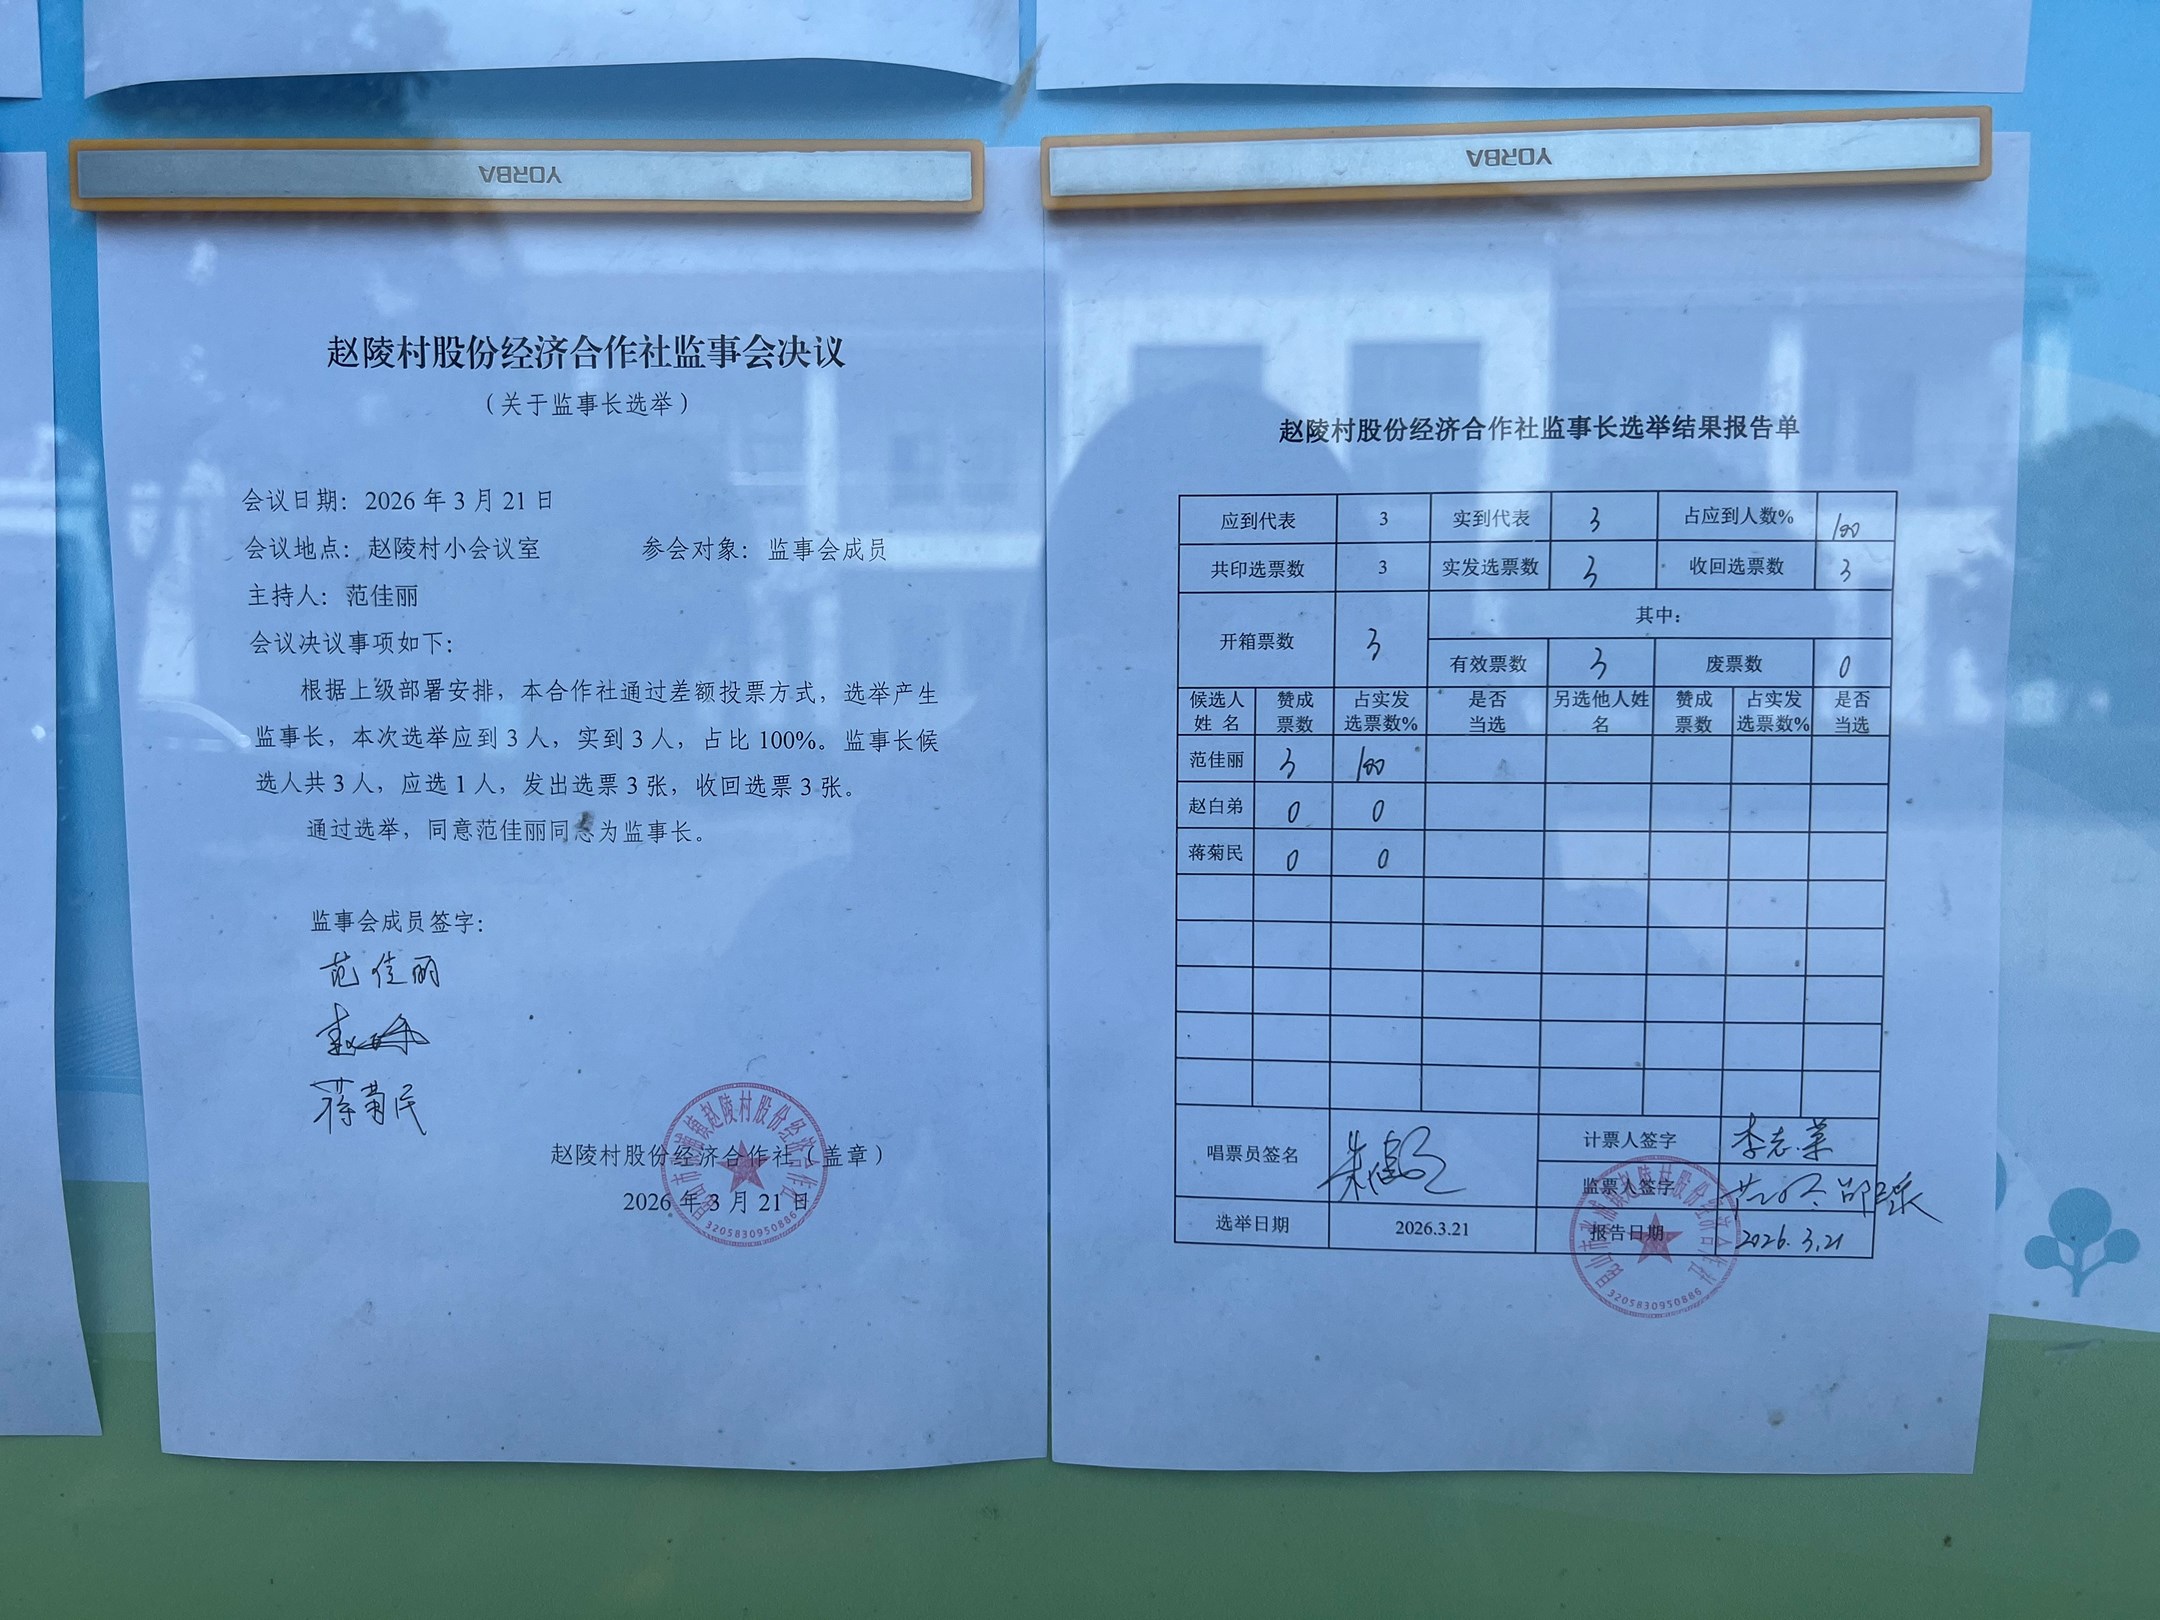 YORBA
赵陵村股份经济合作社监事会决议
（关于监事长选举）
会议日期：2026 年 3 月 21 日
会议地点：赵陵村小会议室 参会对象：监事会成员
主持人：范佳丽
会议决议事项如下：
根据上级部署安排，本合作社通过差额投票方式，选举产生
监事长，本次选举应到 3 人，实到 3 人，占比 100%。监事长候
选人共 3 人，应选 1 人，发出选票 3 张，收回选票 3 张。
通过选举，同意范佳丽同志为监事长。
监事会成员签字：
范佳丽
蒋菊民
赵陵村股份经济合作社（盖章）
2026 年 3 月 21 日
3205830950886
YORBA
赵陵村股份经济合作社监事长选举结果报告单
应到代表 3 实到代表 3 占应到人数% 100
共印选票数 3 实发选票数 3 收回选票数 3
开箱票数 3 其中：
有效票数 3 废票数 0
候选人姓 名 赞成票数 占实发选票数% 是否当选 另选他人姓名 赞成票数 占实发选票数% 是否当选
范佳丽 3 100
赵白弟 0 0
蒋菊民 0 0
唱票员签名 计票人签字 李志荣
监票人签字
选举日期 2026.3.21 报告日期 2026.3.21
3205830950886